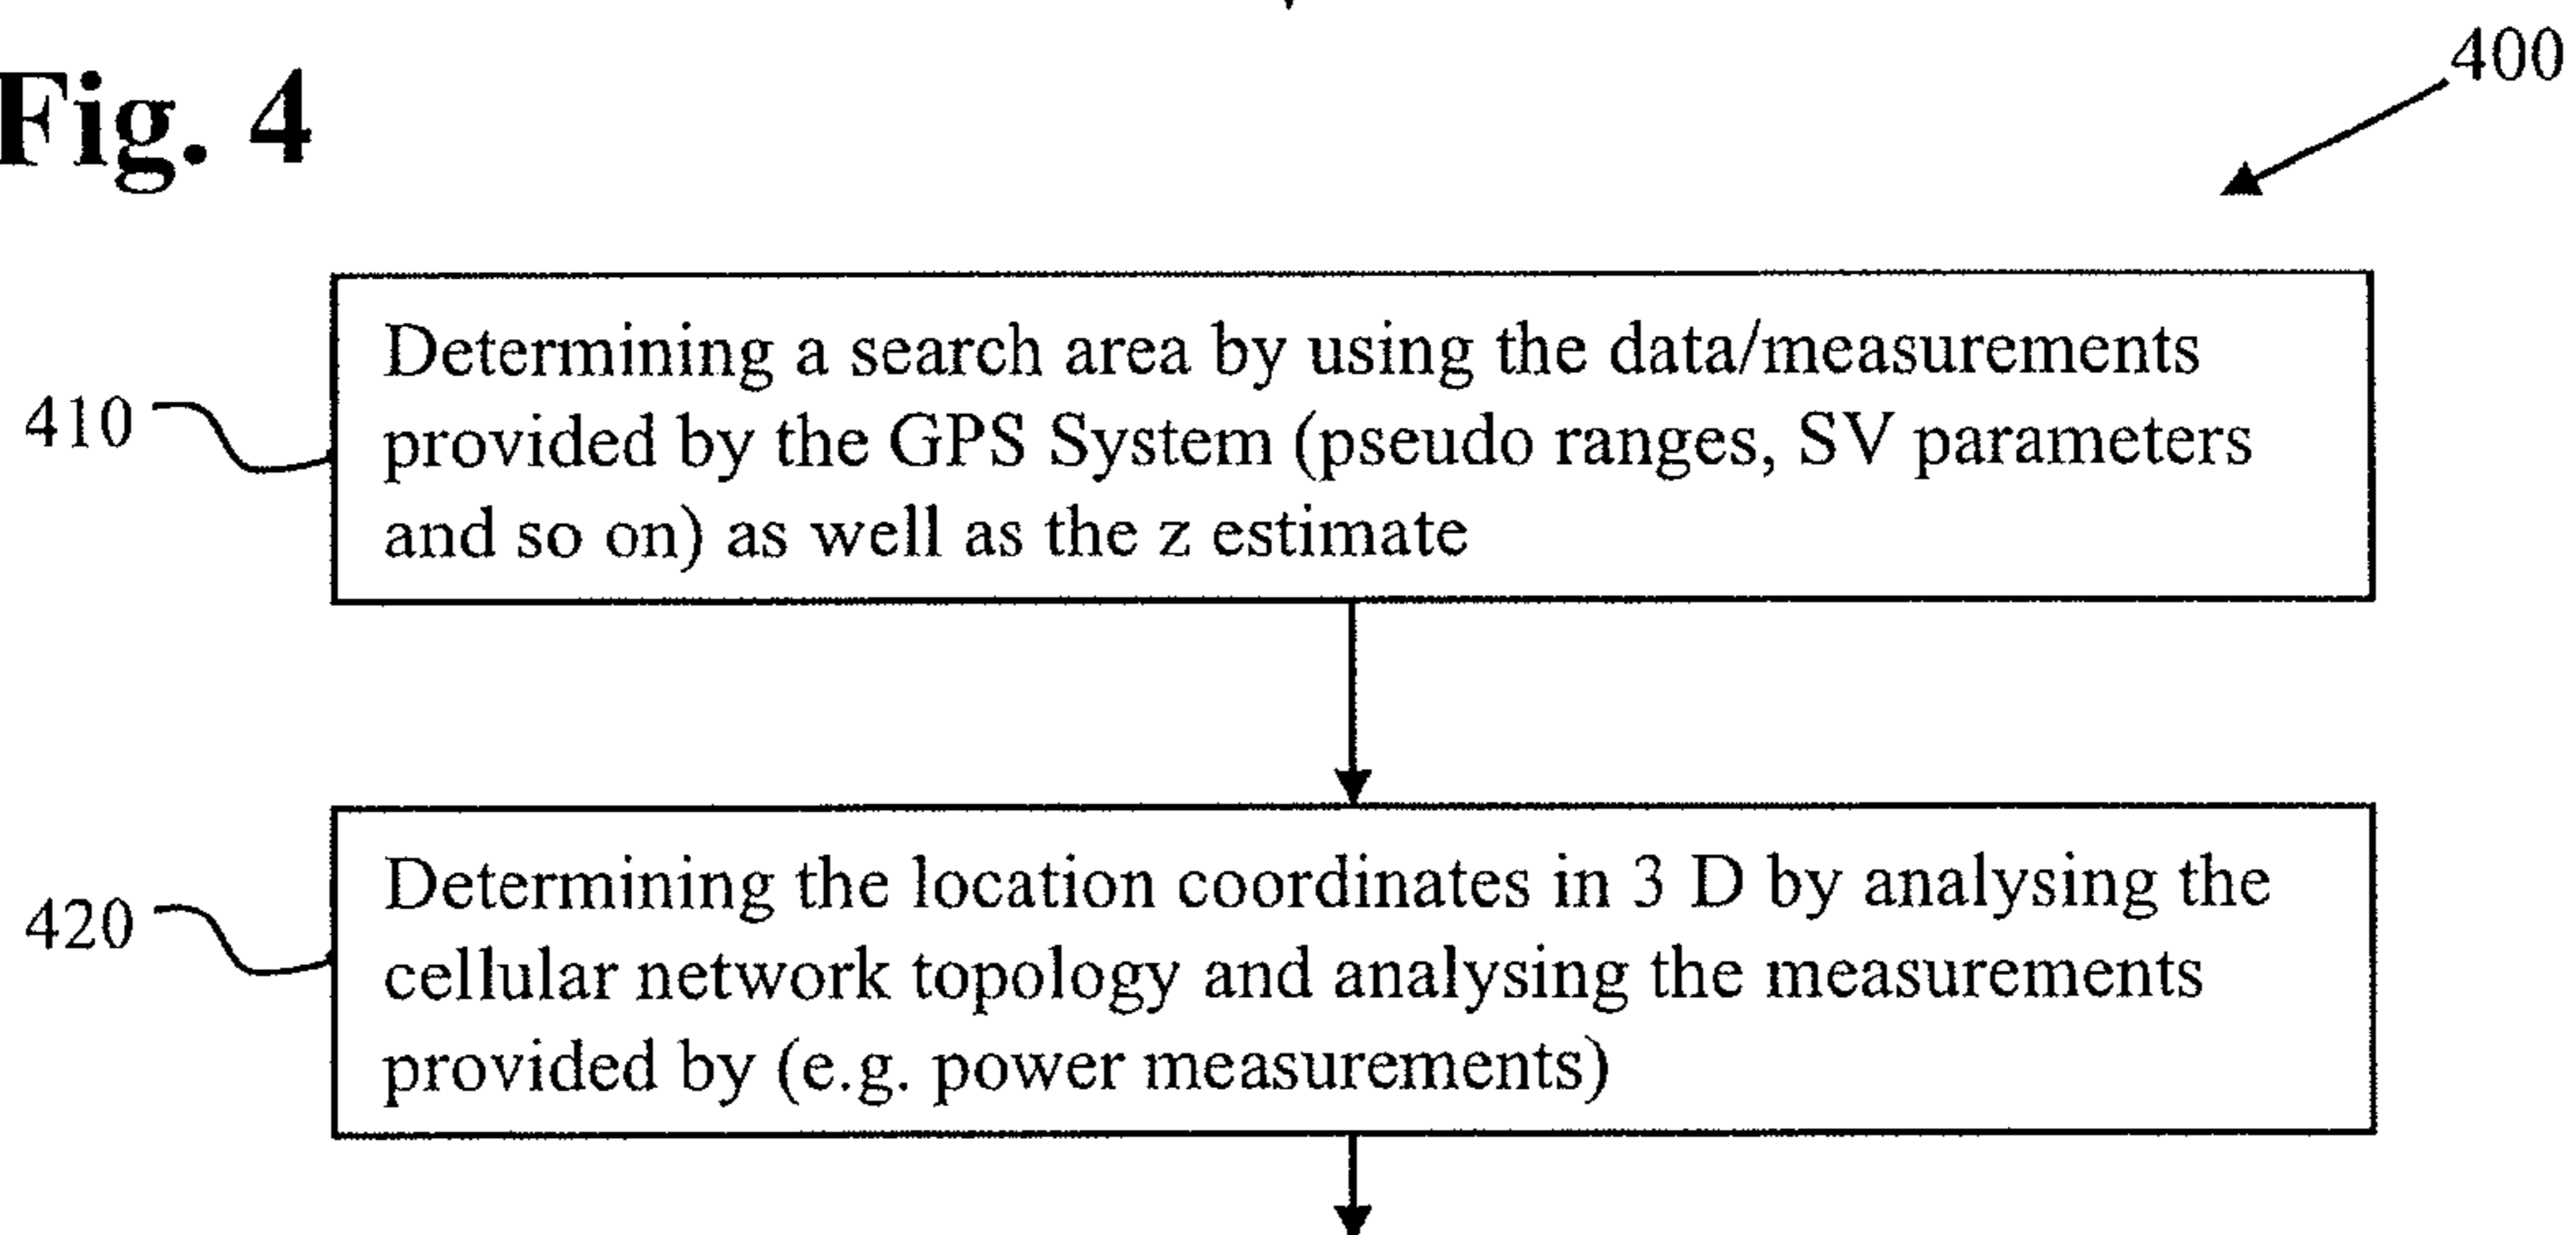 400
Fig. 4
Determining a search area by using the data/measurements
410
provided by the GPS System (pseudo ranges, SV parameters
and so on) as well as the z estimate
Determining the location coordinates in 3 D by analysing the
420
cellular network topology and analysing the measurements
provided by (e.g. power measurements)